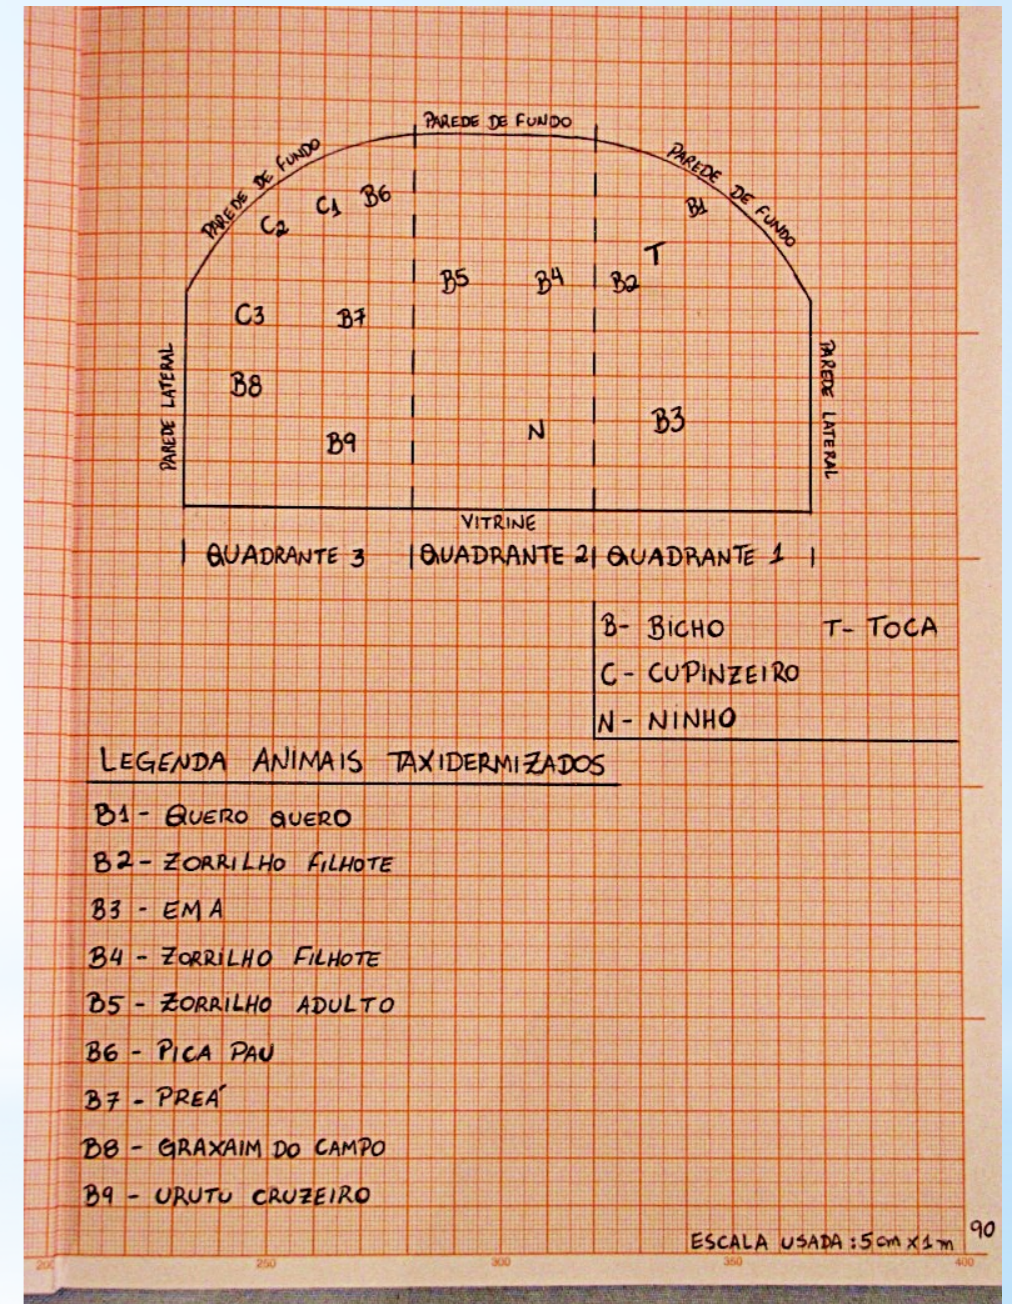 PAREDE DE FUNDO
PAREDE DE FUNDO
PAREDE DE FUNDO
C1 B6
C2
B1
T
B5 B4 B2
C3 B7
B8
B9
N
B3
PAREDE LATERAL
PAREDE LATERAL
VITRINE
QUADRANTE 3 QUADRANTE 2 QUADRANTE 1
B- BICHO T- TOCA
C- CUPINZEIRO
N- NINHO
LEGENDA ANIMAIS TAXIDERMIZADOS
B1- QUERO QUERO
B2- ZORRILHO FILHOTE
B3 - EMA
B4 - ZORRILHO FILHOTE
B5 - ZORRILHO ADULTO
B6 - PICA PAU
B7 - PREÁ
B8 - GRAXAIM DO CAMPO
B9 - URUTU CRUZEIRO
ESCALA USADA : 5 cm X 1 m
90
200 250 300 350 400